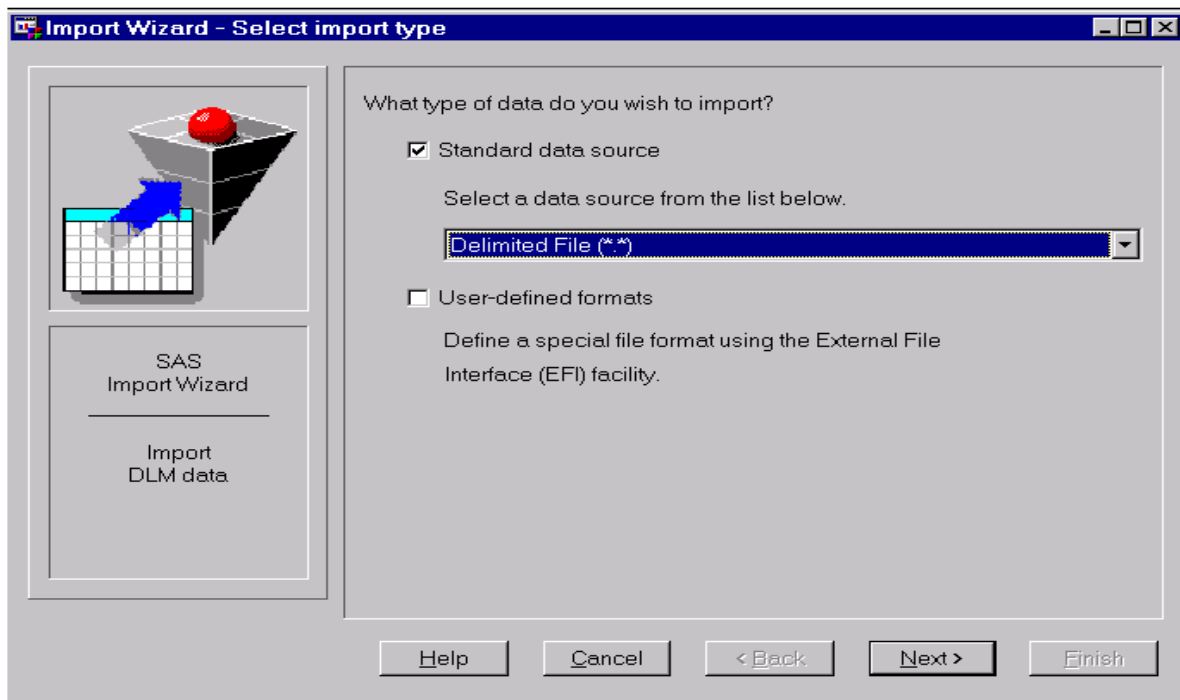 Import Wizard - Select import type
What type of data do you wish to import?
Standard data source
Select a data source from the list below.
Delimited File (*.*)
User-defined formats
Define a special file format using the External File
Interface (EFI) facility.
SAS
Import Wizard
Import
DLM data
Help Cancel < Back Next > Finish